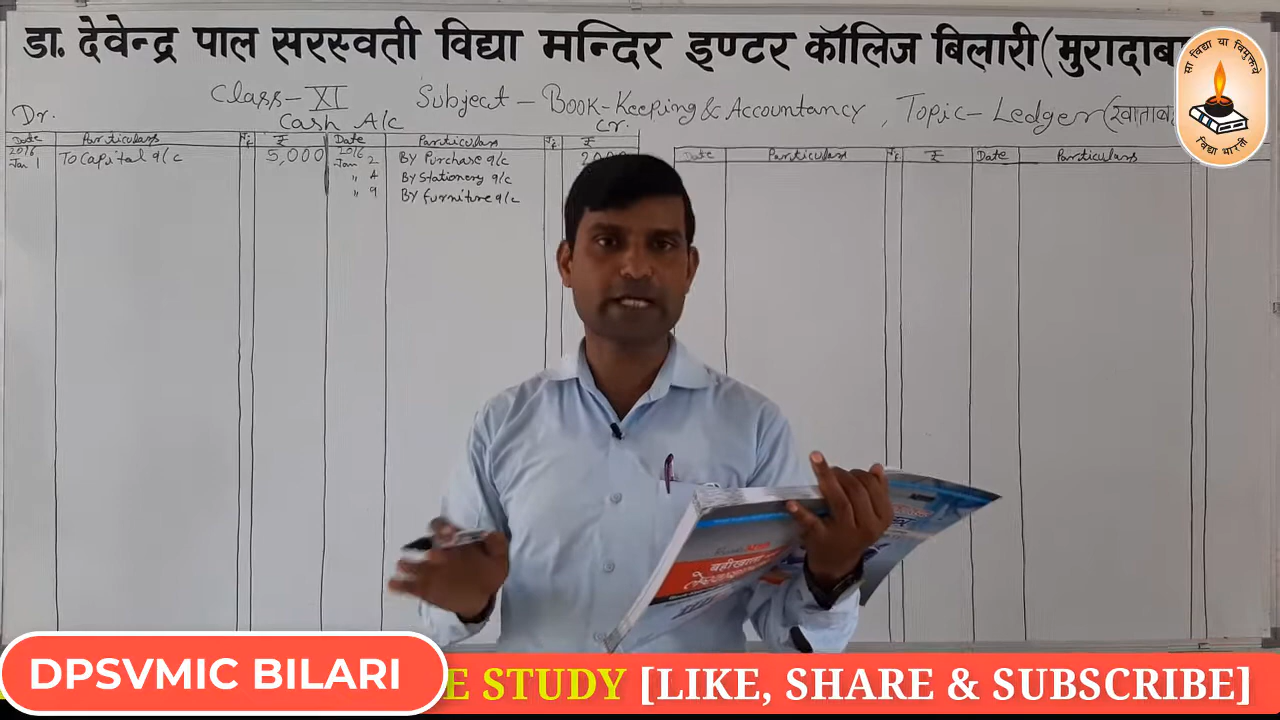 डा. देवेन्द्र पाल सरस्वती विद्या मन्दिर इण्टर कॉलिज बिलारी (मुरादाबा
सा विद्या या विमुक्तये
विद्या भारती
Class-XI Subject - Book-Keeping & Accountancy, Topic - Ledger (खाताब
Dr. Cash A/c Cr.
Date Particulars J.F. ₹ Date Particulars J.F. ₹
2016 2016
Jan 1 To Capital a/c 5,000 Jan 2 By Purchase a/c 2000
" 4 By Stationery a/c
" 9 By Furniture a/c
Date Particulars J.F. ₹ Date Particulars
बहीखाता
DPSVMIC BILARI
E STUDY [LIKE, SHARE & SUBSCRIBE]